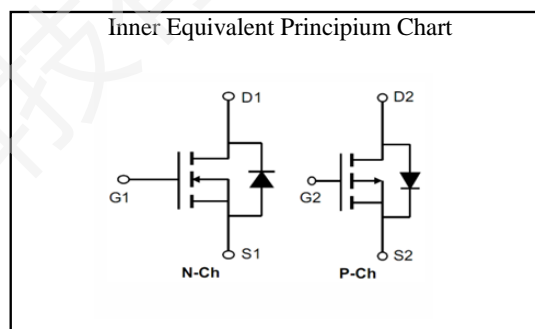 Inner Equivalent Principium Chart
D1 D2
G1 G2
S1 S2
N-Ch P-Ch